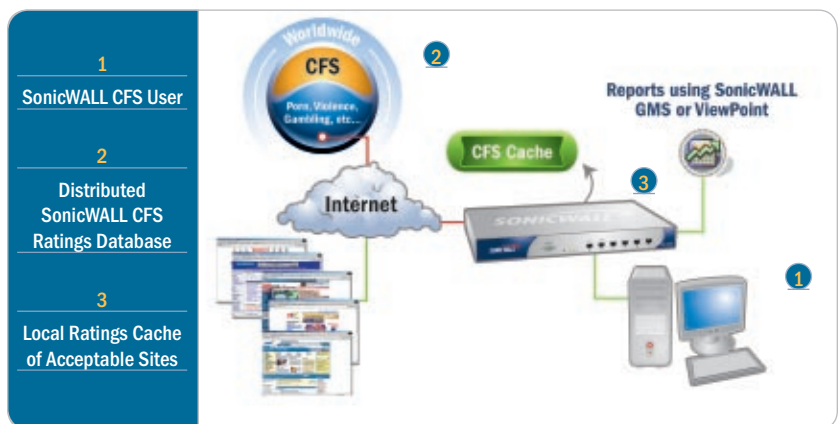 1
SonicWALL CFS User
2
Distributed
SonicWALL CFS
Ratings Database
3
Local Ratings Cache
of Acceptable Sites
Worldwide
CFS
Porn, Violence,
Gambling, etc...
2
Reports using SonicWALL
GMS or ViewPoint
CFS Cache
3
Internet
SONICWALL
1